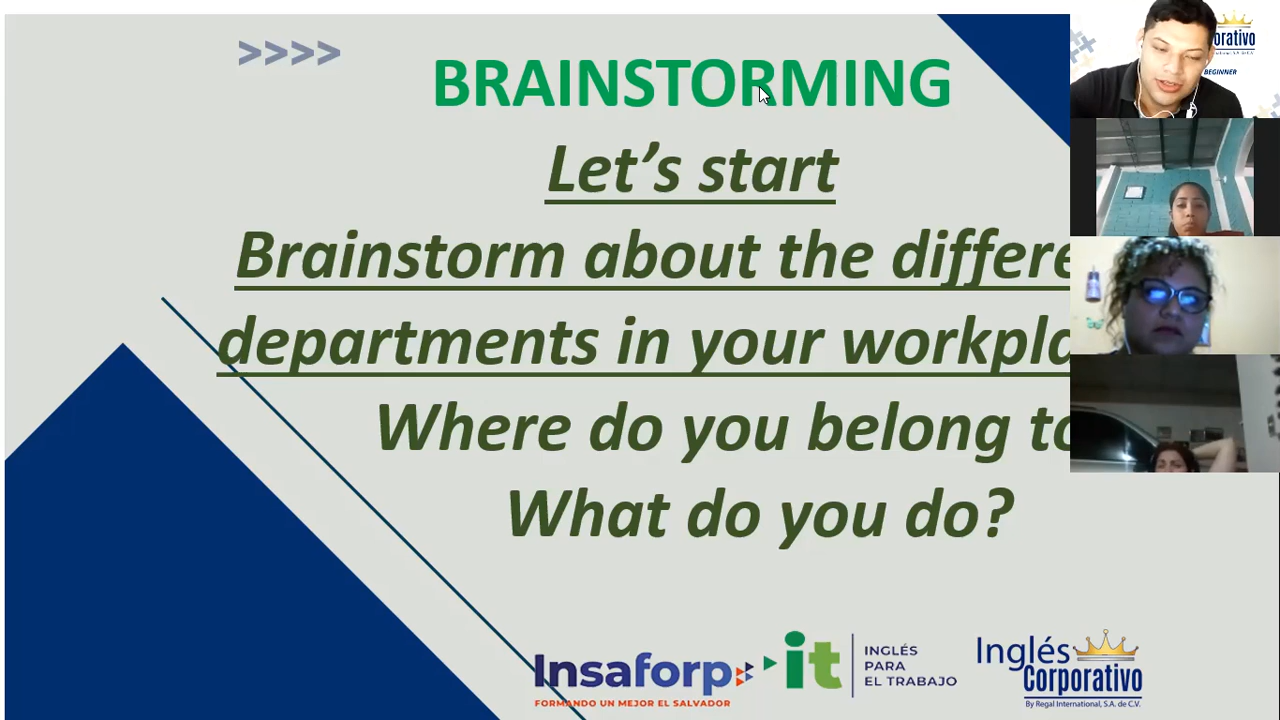 >>>>
BRAINSTORMING
Let's start
Brainstorm about the differe
departments in your workpla
Where do you belong to
What do you do?
Insaforp
FORMANDO UN MEJOR EL SALVADOR
it
INGLÉS
PARA
EL TRABAJO
Inglés
Corporativo
By Regal International, S.A. de C.V.
orativo
BEGINNER